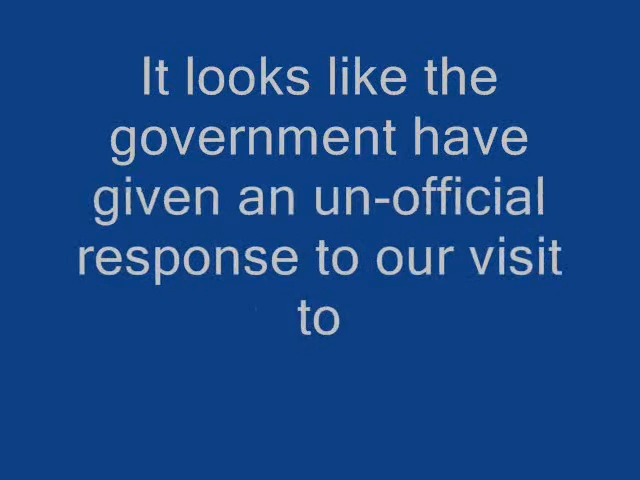 It looks like the
government have
given an un-official
response to our visit
to